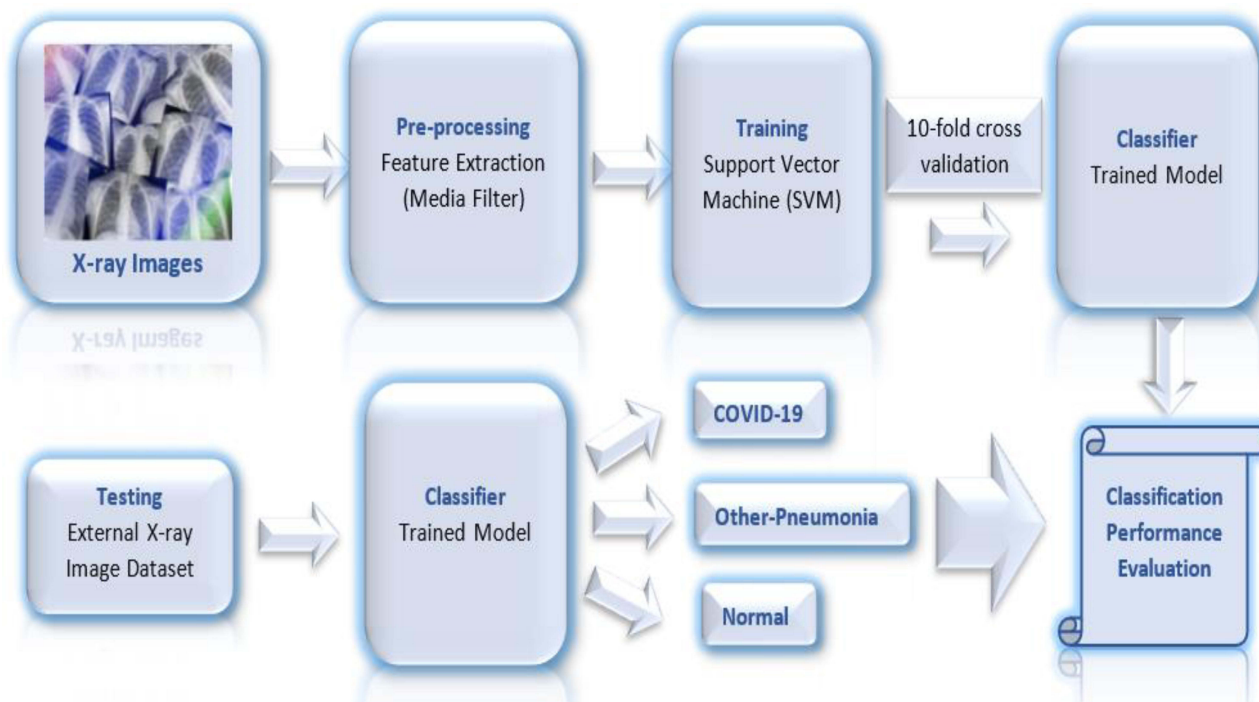 X-ray Images
Pre-processing
Feature Extraction
(Media Filter)
Training
Support Vector
Machine (SVM)
10-fold cross
validation
Classifier
Trained Model
Testing
External X-ray
Image Dataset
Classifier
Trained Model
COVID-19
Other-Pneumonia
Normal
Classification
Performance
Evaluation